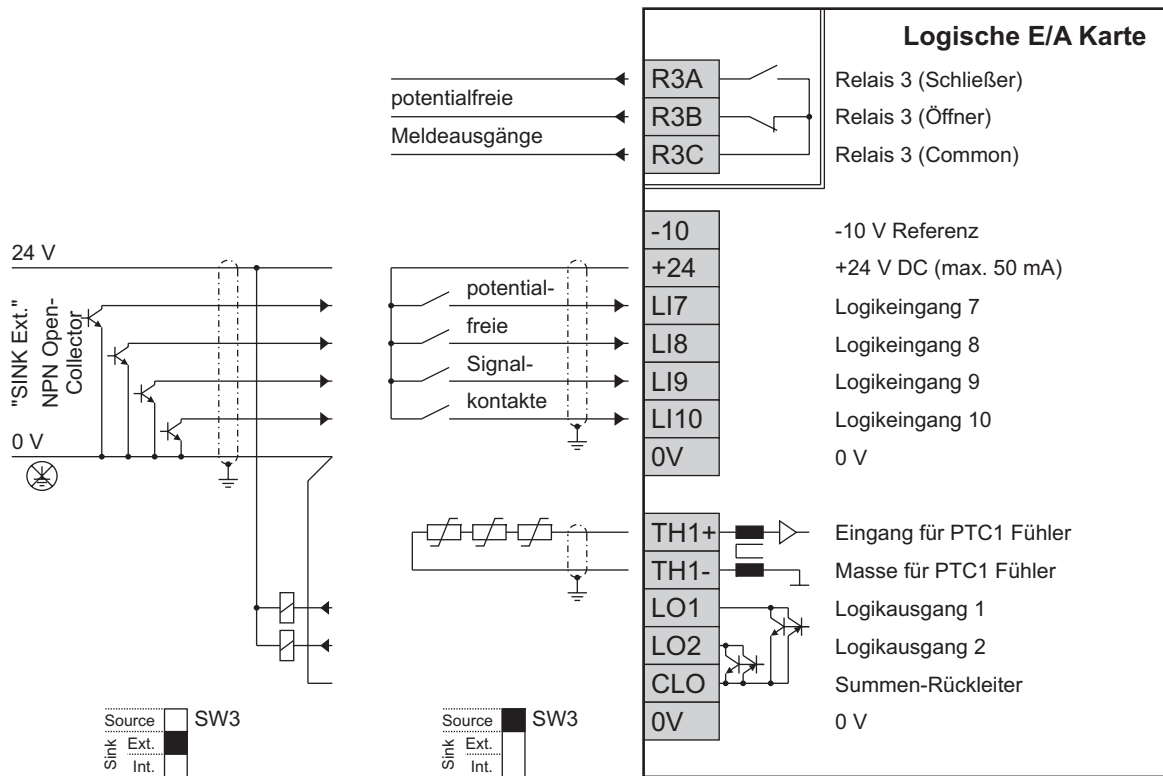 Logische E/A Karte
potentialfreie
Meldeausgänge
R3A Relais 3 (Schließer)
R3B Relais 3 (Öffner)
R3C Relais 3 (Common)
24 V
"SINK Ext."
NPN Open-
Collector
0 V
potential-
freie
Signal-
kontakte
-10 -10 V Referenz
+24 +24 V DC (max. 50 mA)
LI7 Logikeingang 7
LI8 Logikeingang 8
LI9 Logikeingang 9
LI10 Logikeingang 10
0V 0 V
TH1+ Eingang für PTC1 Fühler
TH1- Masse für PTC1 Fühler
LO1 Logikausgang 1
LO2 Logikausgang 2
CLO Summen-Rückleiter
0V 0 V
Source SW3
Sink Ext.
Int.
Source SW3
Sink Ext.
Int.